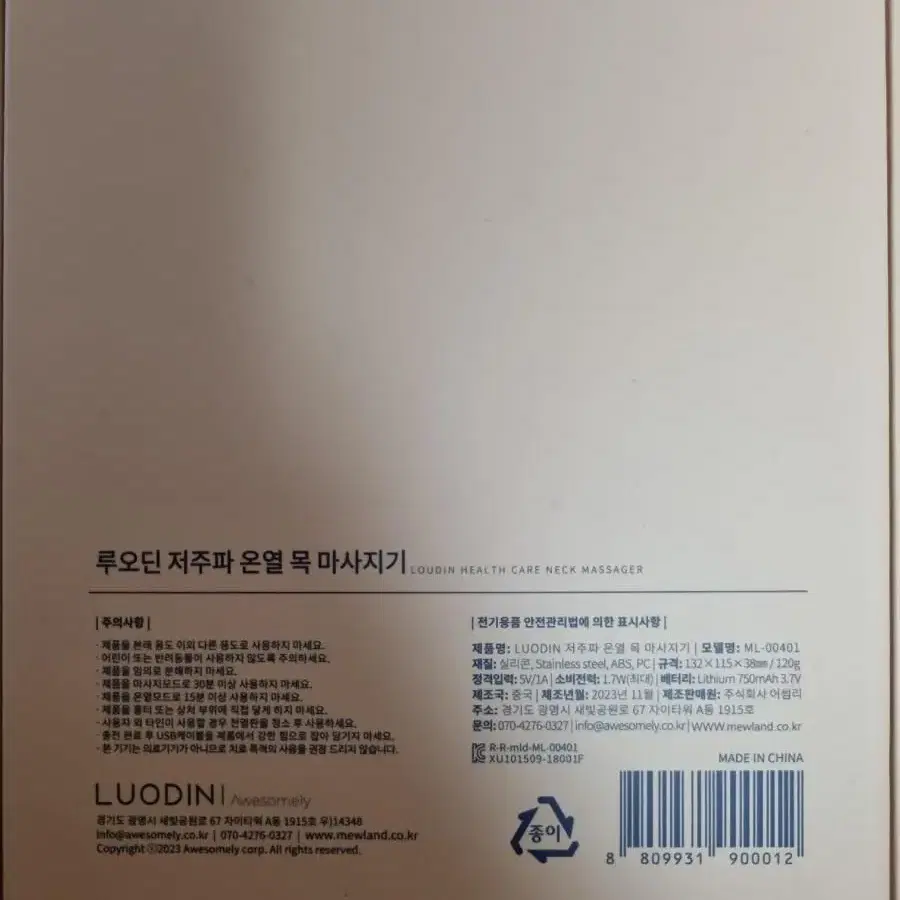 루오딘 저주파 온열 목 마사지기 LOUDIN HEALTH CARE NECK MASSAGER
| 주의사항 |
· 제품을 본래 용도 이외 다른 용도로 사용하지 마세요.
· 어린이 또는 반려동물이 사용하지 않도록 주의하세요.
· 제품을 임의로 분해하지 마세요.
· 제품을 마사지모드로 30분 이상 사용하지 마세요.
· 제품을 온열모드로 15분 이상 사용하지 마세요.
· 제품을 흉터 또는 상처 부위에 직접 닿게 하지 마세요.
· 사용자 와 타인이 사용할 경우 전열판을 청소 후 사용하세요.
· 충전 완료 후 USB케이블을 제품에서 강한 힘으로 잡아 당기지 마세요.
· 본 기기는 의료기기가 아니므로 치료 목적의 사용을 권장 드리지 않습니다.
LUODIN | Awesomely
경기도 광명시 새빛공원로 67 자이타워 A동 1915호 우)14348
Info@awesomely.co.kr | 070-4276-0327 | www.mewland.co.kr
Copyright ⓒ2023 Awesomely corp. All rights reserved.
| 전기용품 안전관리법에 의한 표시사항 |
제품명: LUODIN 저주파 온열 목 마사지기 | 모델명: ML-00401
재질: 실리콘, Stainless steel, ABS, PC | 규격: 132×115×38㎜ / 120g
정격입력: 5V/1A | 소비전력: 1.7W(최대) | 배터리: Lithium 750mAh 3.7V
제조국: 중국 | 제조년월: 2023년 11월 | 제조판매원: 주식회사 어썸리
주소: 경기도 광명시 새빛공원로 67 자이타워 A동 1915호
문의: 070-4276-0327 | info@awesomely.co.kr | www.mewland.co.kr
R-R-mld-ML-00401
XU101509-18001F
MADE IN CHINA
종이
8 809931 900012